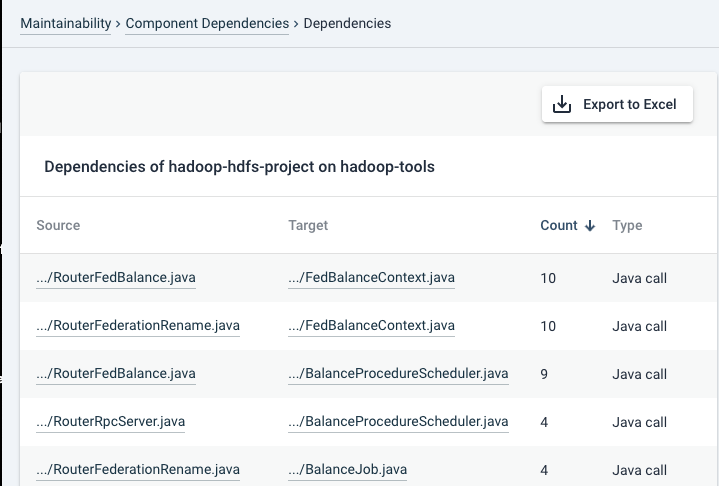 Maintainability > Component Dependencies > Dependencies
Export to Excel
Dependencies of hadoop-hdfs-project on hadoop-tools
Source Target Count ↓ Type
.../RouterFedBalance.java .../FedBalanceContext.java 10 Java call
.../RouterFederationRename.java .../FedBalanceContext.java 10 Java call
.../RouterFedBalance.java .../BalanceProcedureScheduler.java 9 Java call
.../RouterRpcServer.java .../BalanceProcedureScheduler.java 4 Java call
.../RouterFederationRename.java .../BalanceJob.java 4 Java call